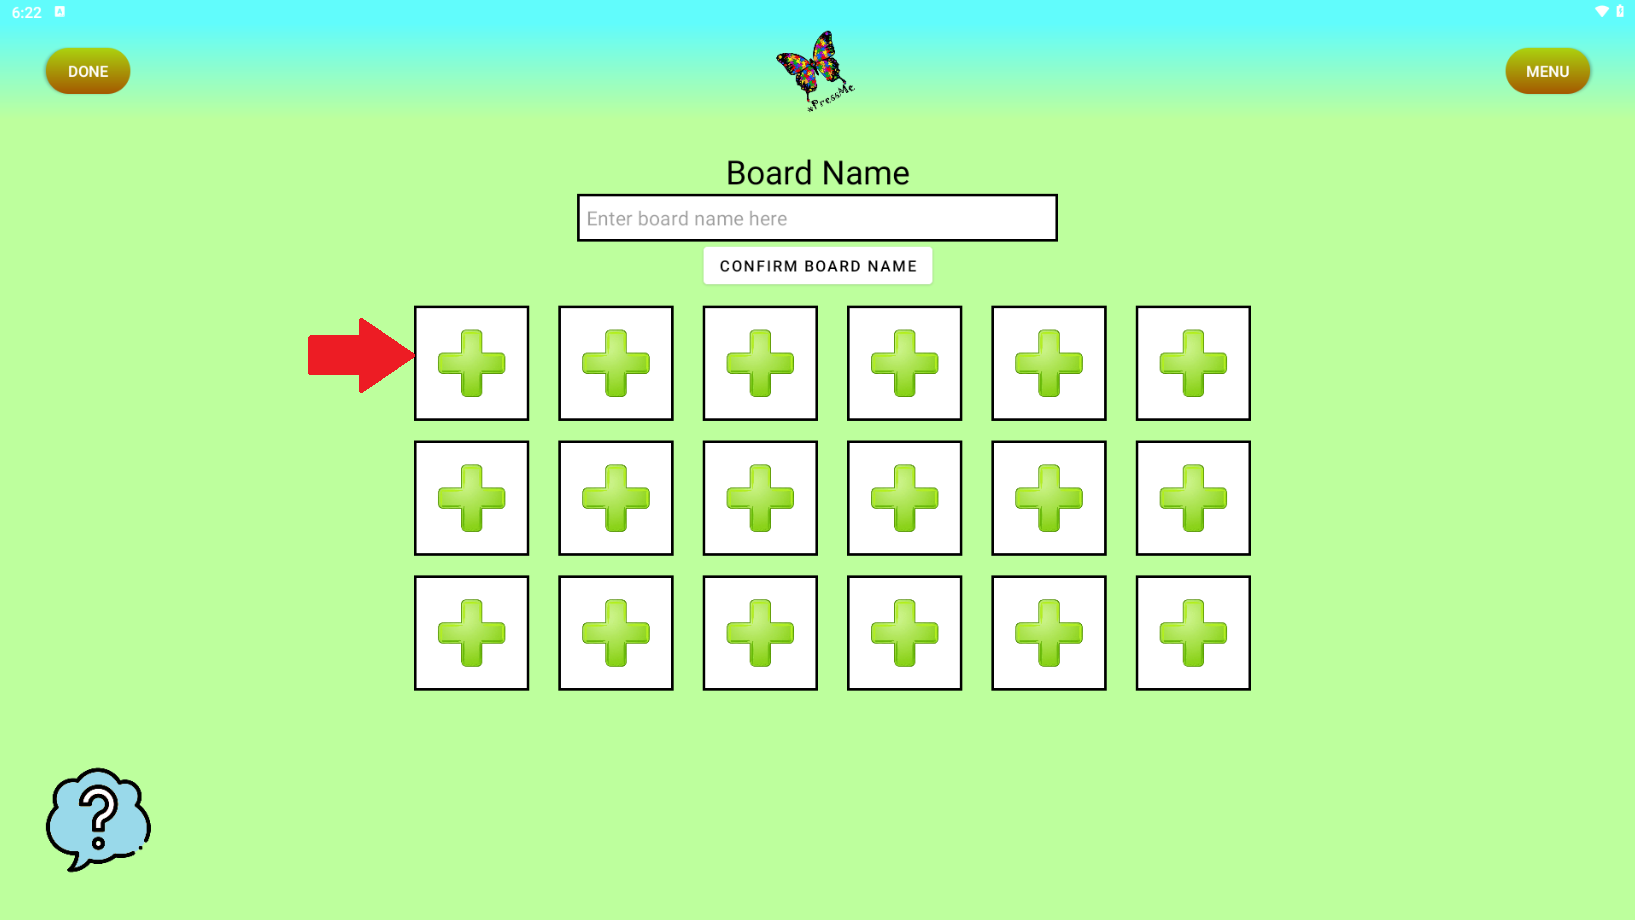 6:22
DONE
xPressMe
MENU
Board Name
Enter board name here
CONFIRM BOARD NAME
?